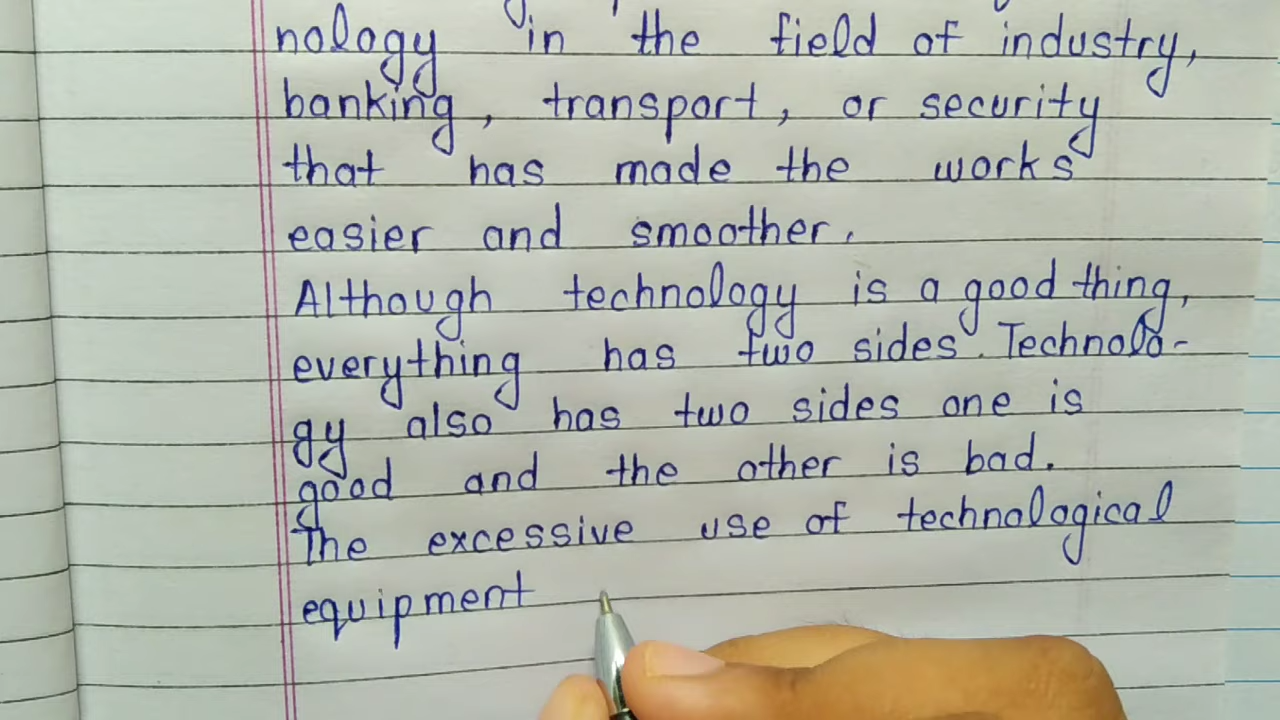 nology in the field of industry,
banking, transport, or security
that has made the works
easier and smoother.
Although technology is a good thing,
everything has two sides. Technolo-
gy also has two sides one is
good and the other is bad.
The excessive use of technological
equipment